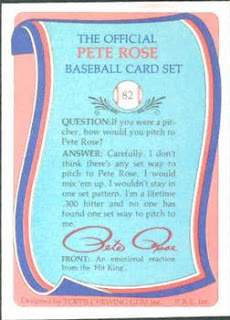 THE OFFICIAL
PETE ROSE
BASEBALL CARD SET
82
QUESTION: If you were a pit-
cher, how would you pitch to
Pete Rose?
ANSWER: Carefully. I don't
think there's any set way to
pitch to Pete Rose. I would
mix 'em up. I wouldn't stay in
one set pattern. I'm a lifetime
.300 hitter and no one has
found one set way to pitch to
me.
Pete Rose
FRONT: An emotional reaction
from the 'Hit King'.
Designed by TOPPS CHEWING GUM Inc. P.R.E. Inc.